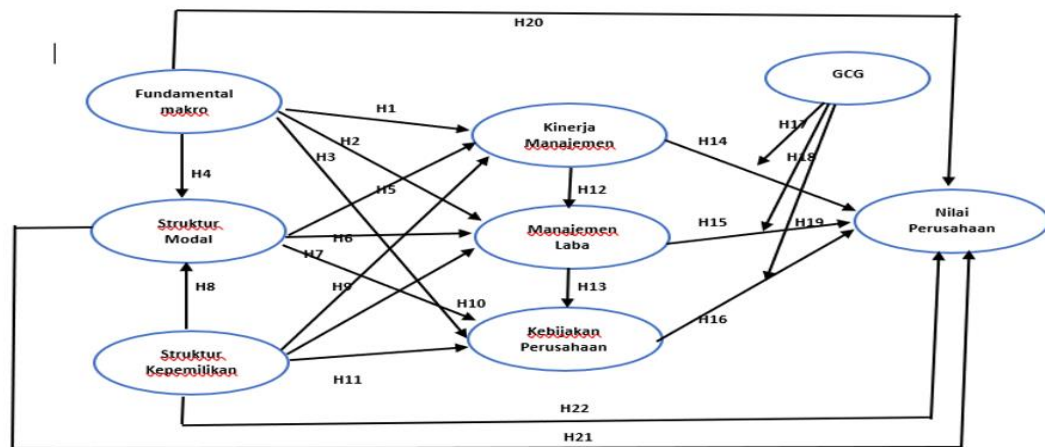 H20
Fundamental
makro
GCG
H1
H17
Kinerja
Manajemen
H14
H2
H3
H18
H4
H5
H12
Struktur
Modal
H6
H7
Manajemen
Laba
H15
H19
Nilai
Perusahaan
H8
H9
H10
H13
H16
Kebijakan
Perusahaan
Struktur
Kepemilikan
H11
H22
H21